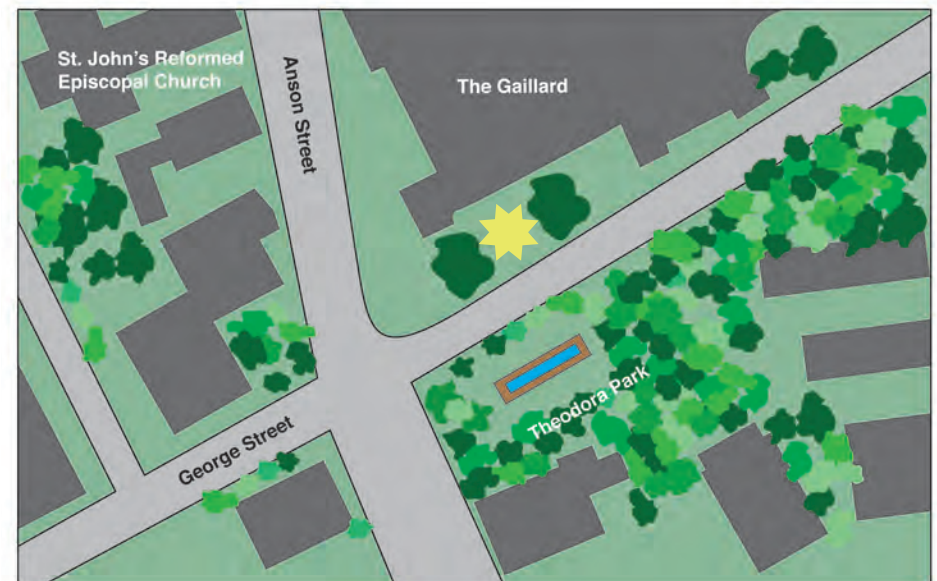 St. John's Reformed
Episcopal Church
Anson Street
The Gaillard
George Street
Theodora Park